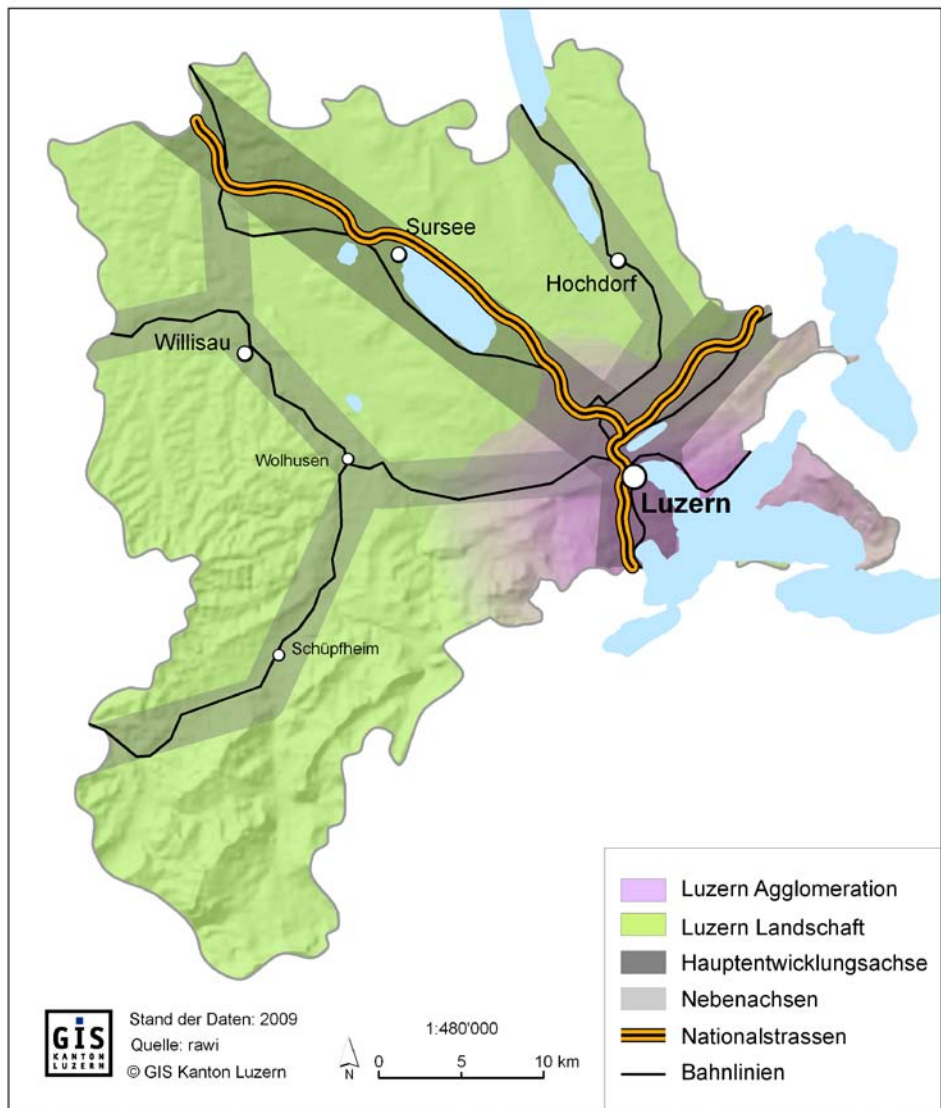 Sursee
Hochdorf
Willisau
Wolhusen
Luzern
Schüpfheim
Luzern Agglomeration
Luzern Landschaft
Hauptentwicklungsachse
Nebenachsen
Nationalstrassen
Bahnlinien
GIS
KANTON
LUZERN
Stand der Daten: 2009
Quelle: rawi
© GIS Kanton Luzern
N
1:480'000
0 5 10 km